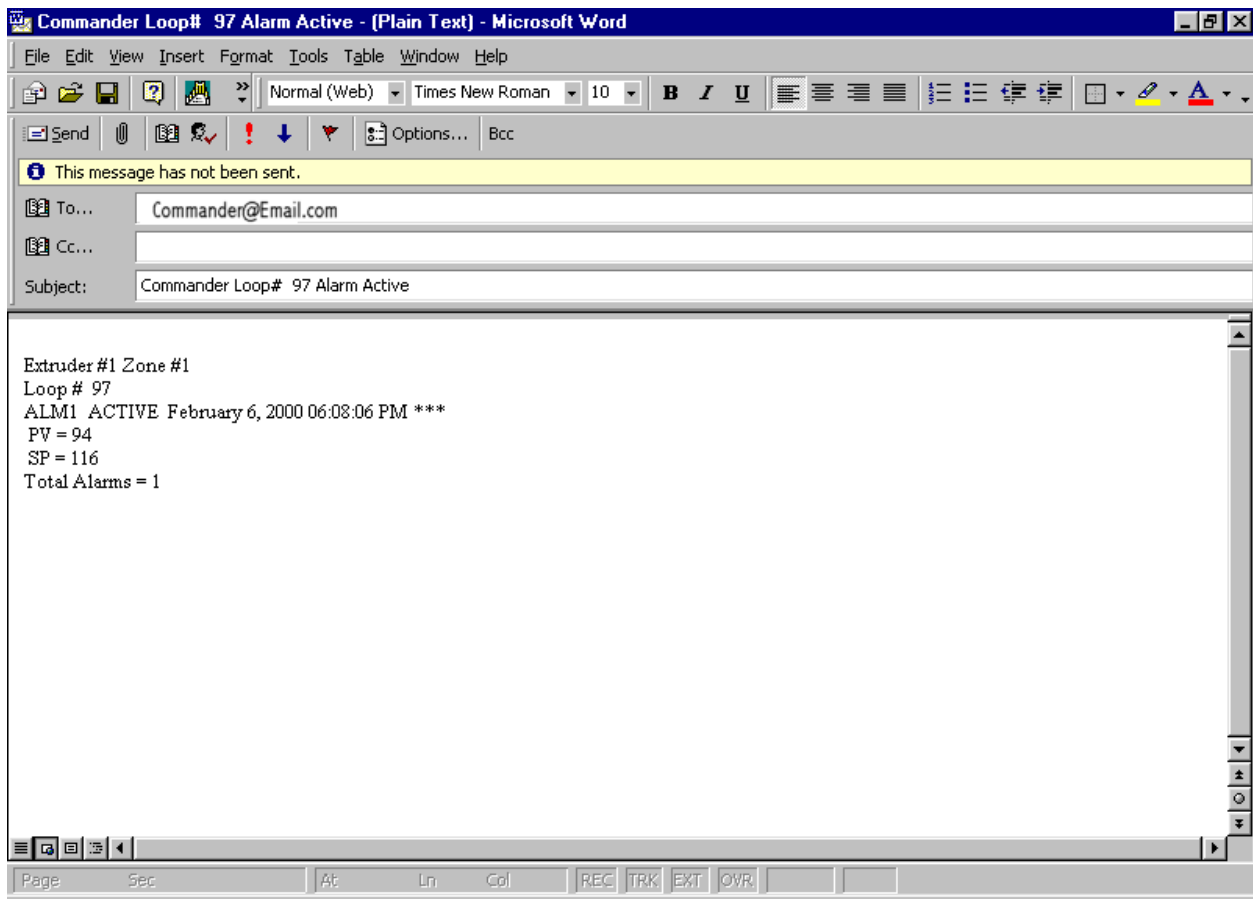 Commander Loop#  97 Alarm Active - (Plain Text) - Microsoft Word
File Edit View Insert Format Tools Table Window Help
Normal (Web) Times New Roman 10 B I U A
Send Options... Bcc
This message has not been sent.
To... Commander@Email.com
Cc...
Subject: Commander Loop#  97 Alarm Active
Extruder #1 Zone #1
Loop #  97
ALM1  ACTIVE  February 6, 2000 06:08:06 PM ***
PV = 94
SP = 116
Total Alarms = 1
Page Sec At Ln Col REC TRK EXT OVR